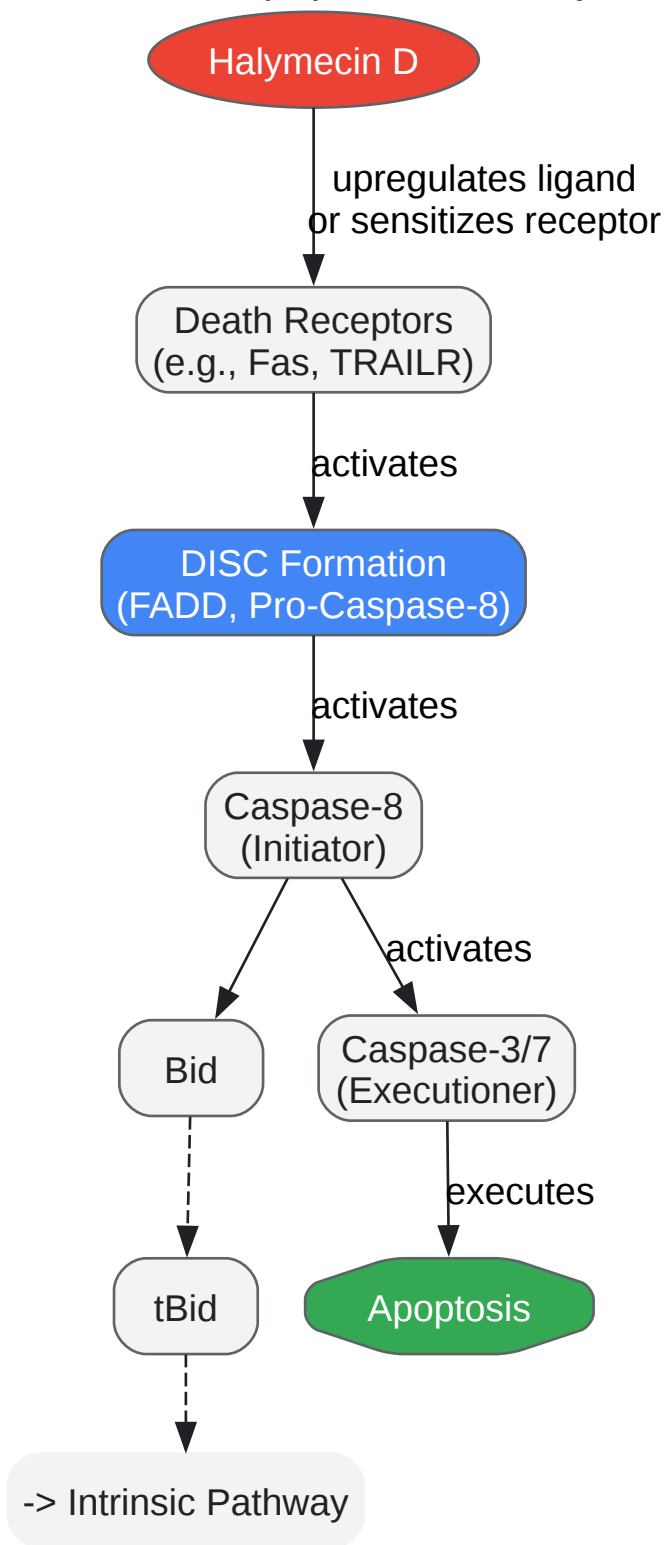 Halymecin D
upregulates ligand
or sensitizes receptor
Death Receptors
(e.g., Fas, TRAILR)
activates
DISC Formation
(FADD, Pro-Caspase-8)
activates
Caspase-8
(Initiator)
activates
Bid
Caspase-3/7
(Executioner)
executes
tBid
Apoptosis
-> Intrinsic Pathway